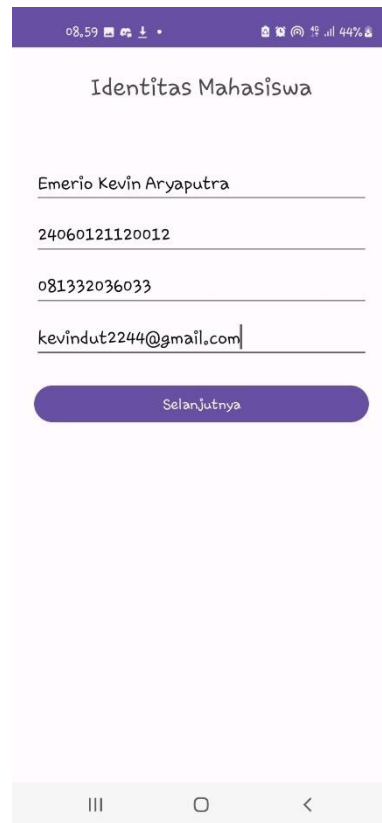 08.59 44%
Identitas Mahasiswa
Emerio Kevin Aryaputra
24060121120012
081332036033
kevindut2244@gmail.com
Selanjutnya